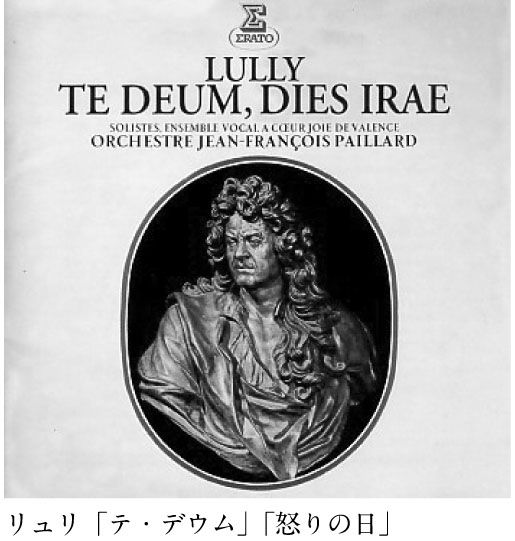 ERATO
LULLY
TE DEUM, DIES IRAE
SOLISTES, ENSEMBLE VOCAL A CŒUR JOIE DE VALENCE
ORCHESTRE JEAN-FRANÇOIS PAILLARD
リュリ「テ・デウム」「怒りの日」